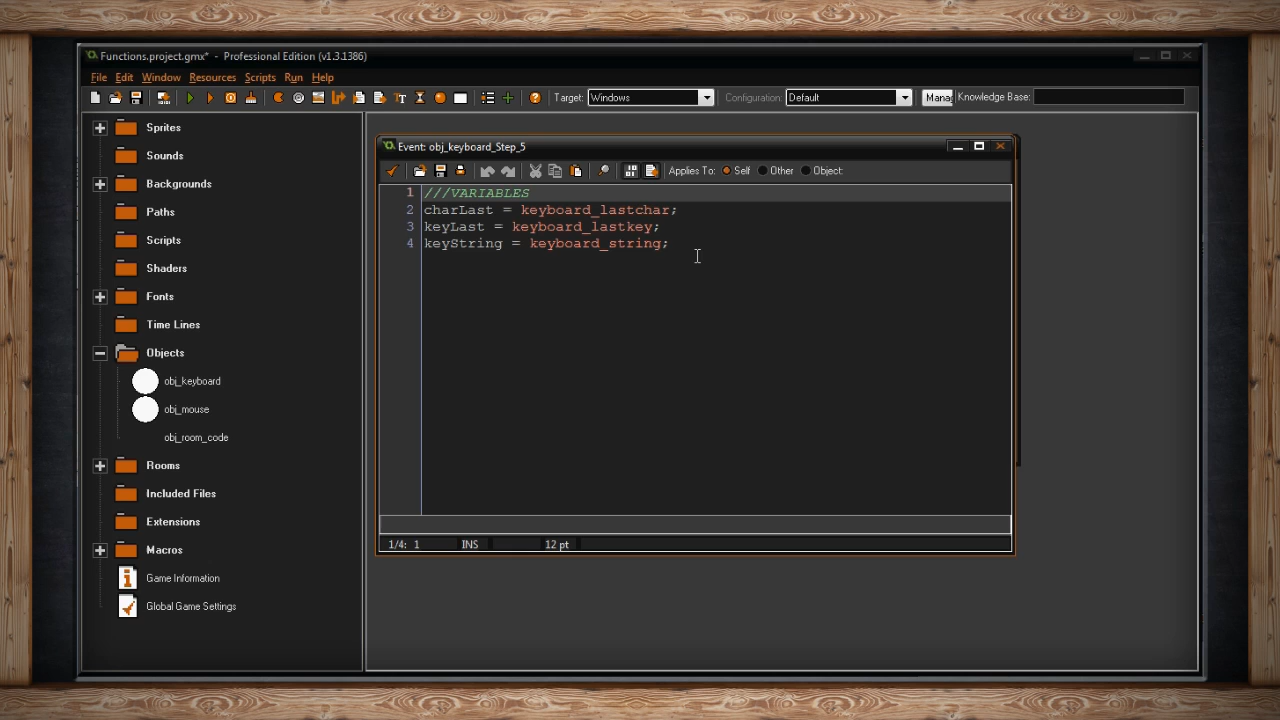 Functions.project.gmx* - Professional Edition (v1.3.1386)
File Edit Window Resources Scripts Run Help
Target: Windows Configuration: Default Manag Knowledge Base:
Sprites
Sounds
Backgrounds
Paths
Scripts
Shaders
Fonts
Time Lines
Objects
obj_keyboard
obj_mouse
obj_room_code
Rooms
Included Files
Extensions
Macros
Game Information
Global Game Settings
Event: obj_keyboard_Step_5
Applies To: Self Other Object:
1 ///VARIABLES
2 charLast = keyboard_lastchar;
3 keyLast = keyboard_lastkey;
4 keyString = keyboard_string;
1/4: 1 INS 12 pt